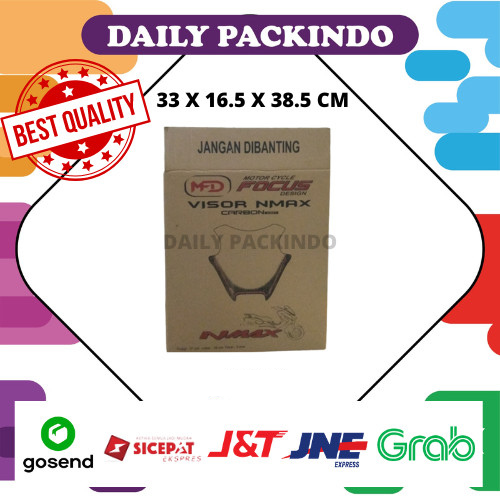 DAILY PACKINDO
BEST QUALITY
33 X 16.5 X 38.5 CM
JANGAN DIBANTING
MFD
MOTOR CYCLE
FOCUS
DESIGN
VISOR NMAX
CARBON
DAILY PACKINDO
NMAX
gosend
SICEPAT
EKSPRES
J&T
EXPRESS
JNE
EXPRESS
Grab